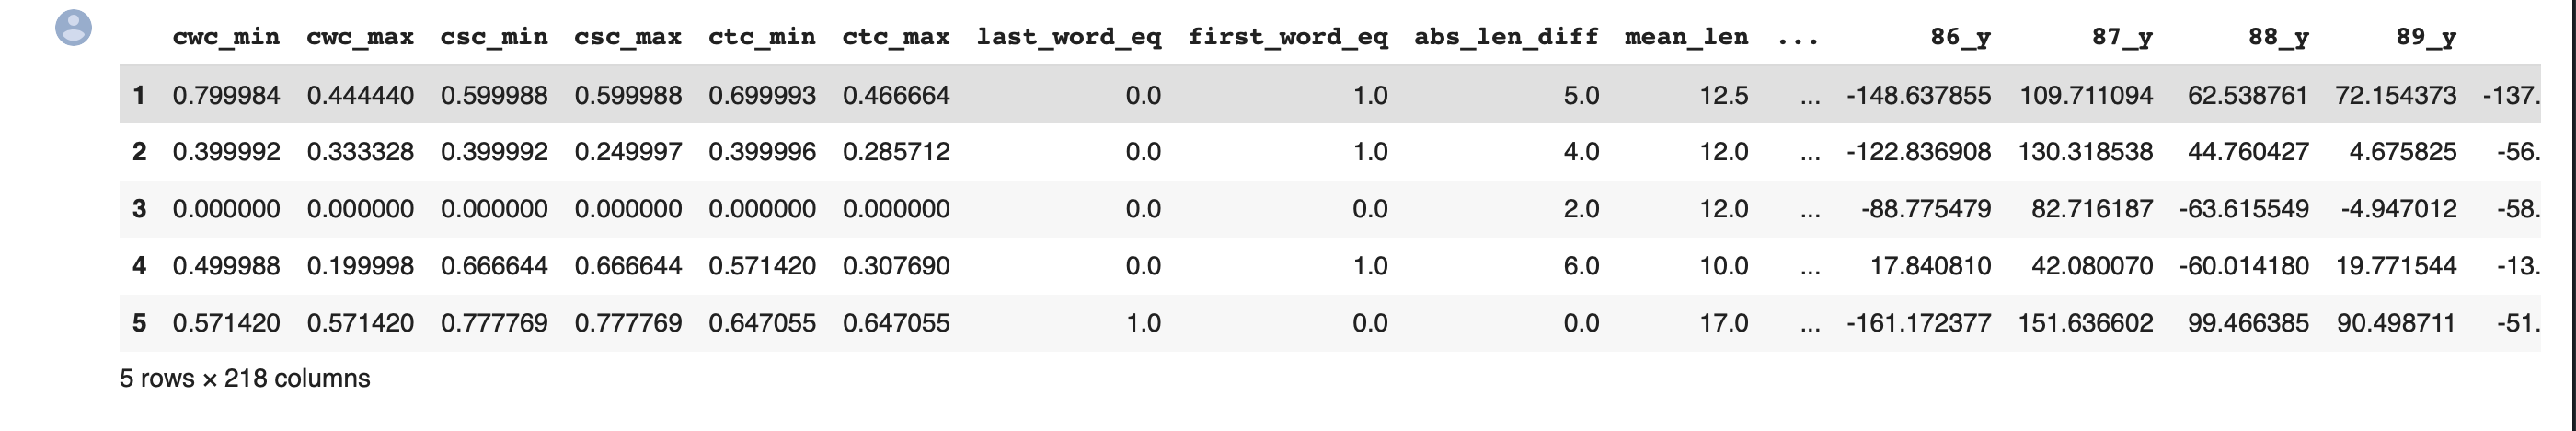 cwc_min cwc_max csc_min csc_max ctc_min ctc_max last_word_eq first_word_eq abs_len_diff mean_len ... 86_y 87_y 88_y 89_y
1 0.799984 0.444440 0.599988 0.599988 0.699993 0.466664 0.0 1.0 5.0 12.5 ... -148.637855 109.711094 62.538761 72.154373 -137.
2 0.399992 0.333328 0.399992 0.249997 0.399996 0.285712 0.0 1.0 4.0 12.0 ... -122.836908 130.318538 44.760427 4.675825 -56.
3 0.000000 0.000000 0.000000 0.000000 0.000000 0.000000 0.0 0.0 2.0 12.0 ... -88.775479 82.716187 -63.615549 -4.947012 -58.
4 0.499988 0.199998 0.666644 0.666644 0.571420 0.307690 0.0 1.0 6.0 10.0 ... 17.840810 42.080070 -60.014180 19.771544 -13.
5 0.571420 0.571420 0.777769 0.777769 0.647055 0.647055 1.0 0.0 0.0 17.0 ... -161.172377 151.636602 99.466385 90.498711 -51.
5 rows × 218 columns